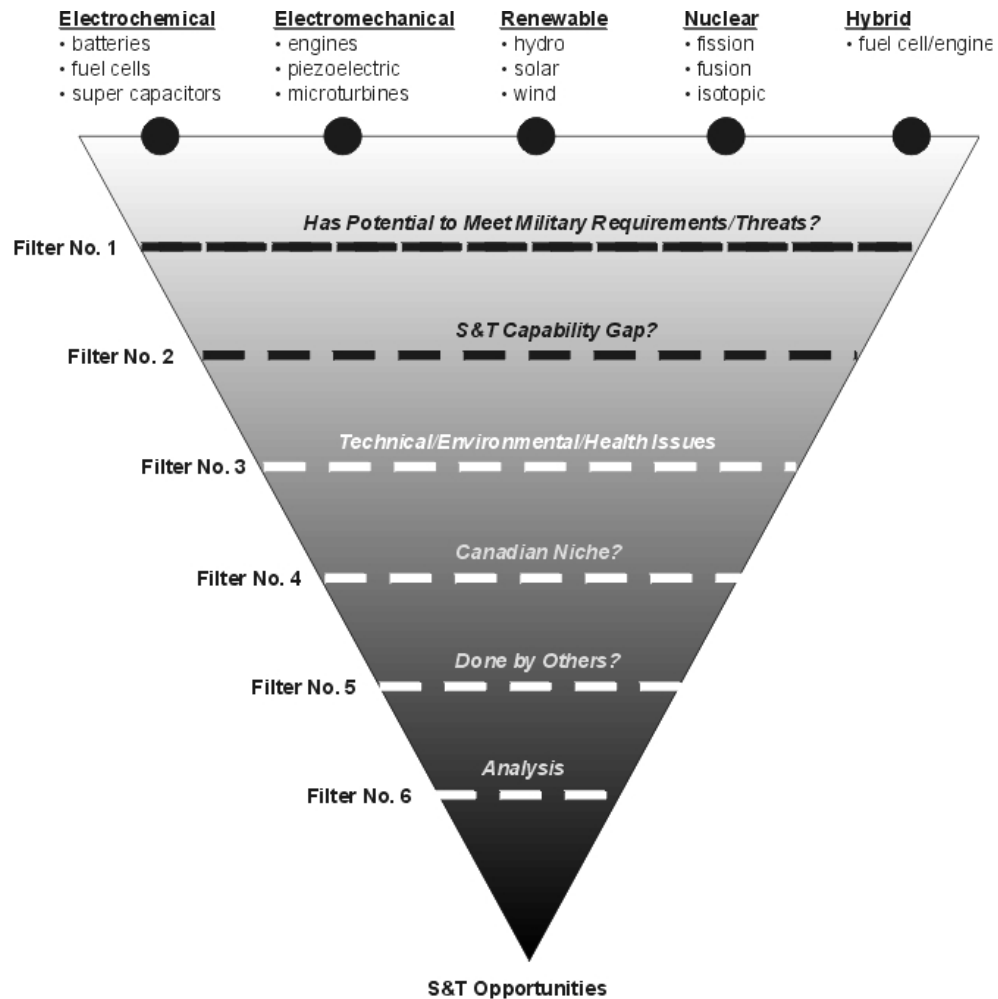 Electrochemical Electromechanical Renewable Nuclear Hybrid
• batteries • engines • hydro • fission • fuel cell/engine
• fuel cells • piezoelectric • solar • fusion
• super capacitors • microturbines • wind • isotopic
Has Potential to Meet Military Requirements/Threats?
Filter No. 1
S&T Capability Gap?
Filter No. 2
Technical/Environmental/Health Issues
Filter No. 3
Canadian Niche?
Filter No. 4
Done by Others?
Filter No. 5
Analysis
Filter No. 6
S&T Opportunities